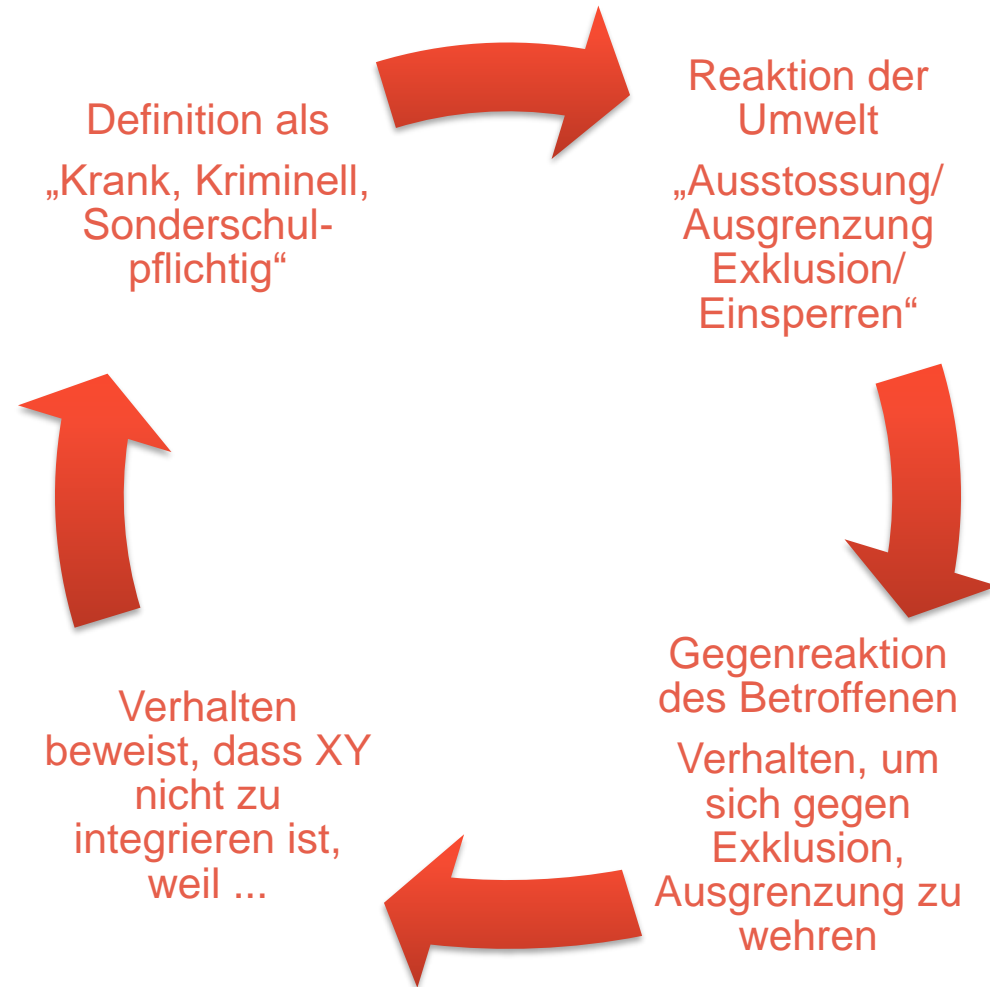 Definition als
„Krank, Kriminell,
Sonderschul-
pflichtig“
Reaktion der
Umwelt
„Ausstossung/
Ausgrenzung
Exklusion/
Einsperren“
Gegenreaktion
des Betroffenen
Verhalten, um
sich gegen
Exklusion,
Ausgrenzung zu
wehren
Verhalten
beweist, dass XY
nicht zu
integrieren ist,
weil ...